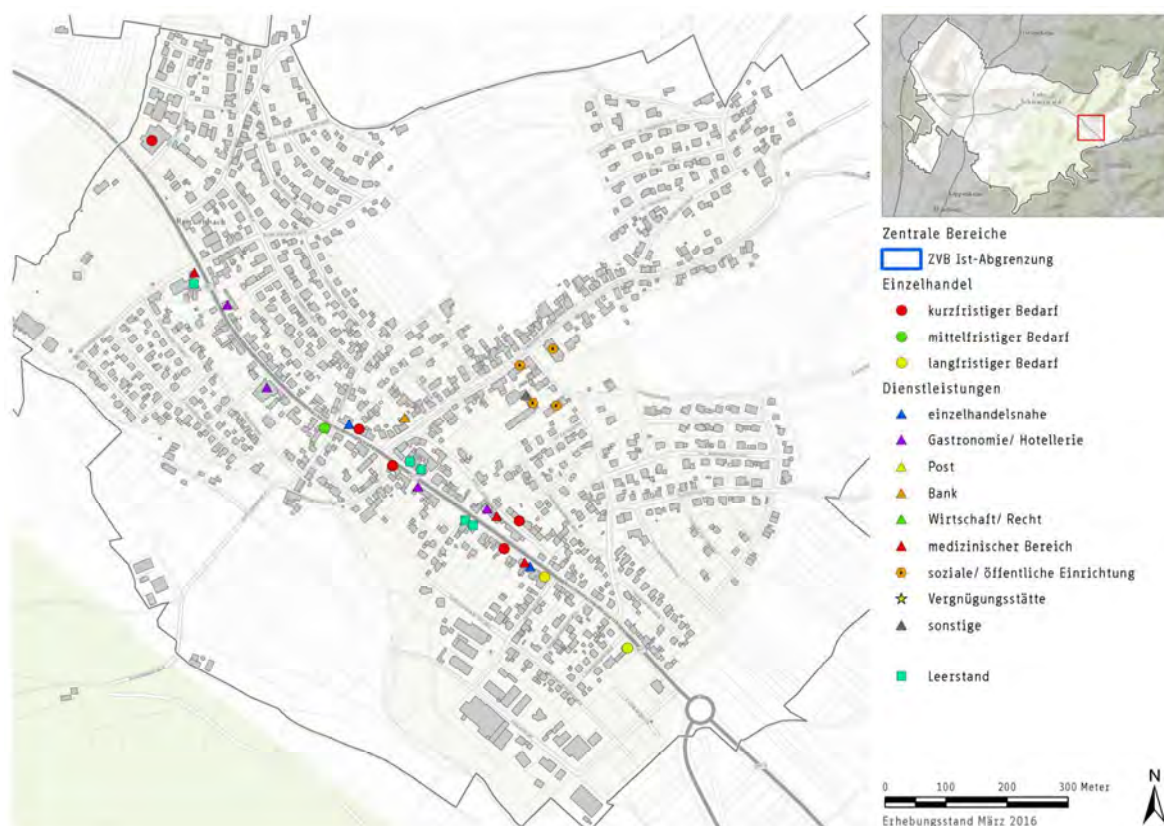 Zentrale Bereiche
ZVB Ist-Abgrenzung
Einzelhandel
kurzfristiger Bedarf
mittelfristiger Bedarf
langfristiger Bedarf
Dienstleistungen
einzelhandelsnahe
Gastronomie/ Hotellerie
Post
Bank
Wirtschaft/ Recht
medizinischer Bereich
soziale/ öffentliche Einrichtung
Vergnügungsstätte
sonstige
Leerstand
N
0 100 200 300 Meter
Erhebungsstand März 2016